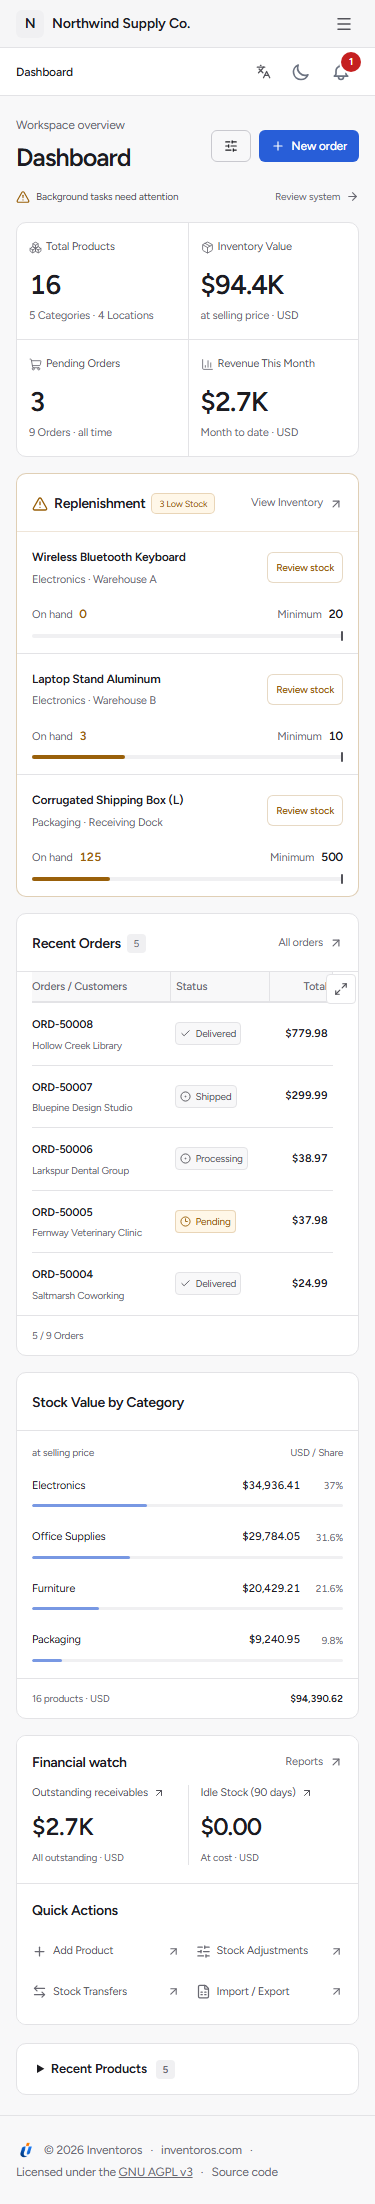 N Northwind Supply Co.
Dashboard
1
Workspace overview
Dashboard
New order
Background tasks need attention
Review system
Total Products
16
5 Categories · 4 Locations
Inventory Value
$94.4K
at selling price · USD
Pending Orders
3
9 Orders · all time
Revenue This Month
$2.7K
Month to date · USD
Replenishment 3 Low Stock View Inventory
Wireless Bluetooth Keyboard
Electronics · Warehouse A
Review stock
On hand 0 Minimum 20
Laptop Stand Aluminum
Electronics · Warehouse B
Review stock
On hand 3 Minimum 10
Corrugated Shipping Box (L)
Packaging · Receiving Dock
Review stock
On hand 125 Minimum 500
Recent Orders 5 All orders
Orders / Customers Status Total
ORD-50008
Hollow Creek Library
Delivered $779.98
ORD-50007
Bluepine Design Studio
Shipped $299.99
ORD-50006
Larkspur Dental Group
Processing $38.97
ORD-50005
Fernway Veterinary Clinic
Pending $37.98
ORD-50004
Saltmarsh Coworking
Delivered $24.99
5 / 9 Orders
Stock Value by Category
at selling price USD / Share
Electronics $34,936.41 37%
Office Supplies $29,784.05 31.6%
Furniture $20,429.21 21.6%
Packaging $9,240.95 9.8%
16 products · USD $94,390.62
Financial watch Reports
Outstanding receivables
$2.7K
All outstanding · USD
Idle Stock (90 days)
$0.00
At cost · USD
Quick Actions
Add Product Stock Adjustments
Stock Transfers Import / Export
Recent Products 5
© 2026 Inventoros · inventoros.com ·
Licensed under the GNU AGPL v3 · Source code